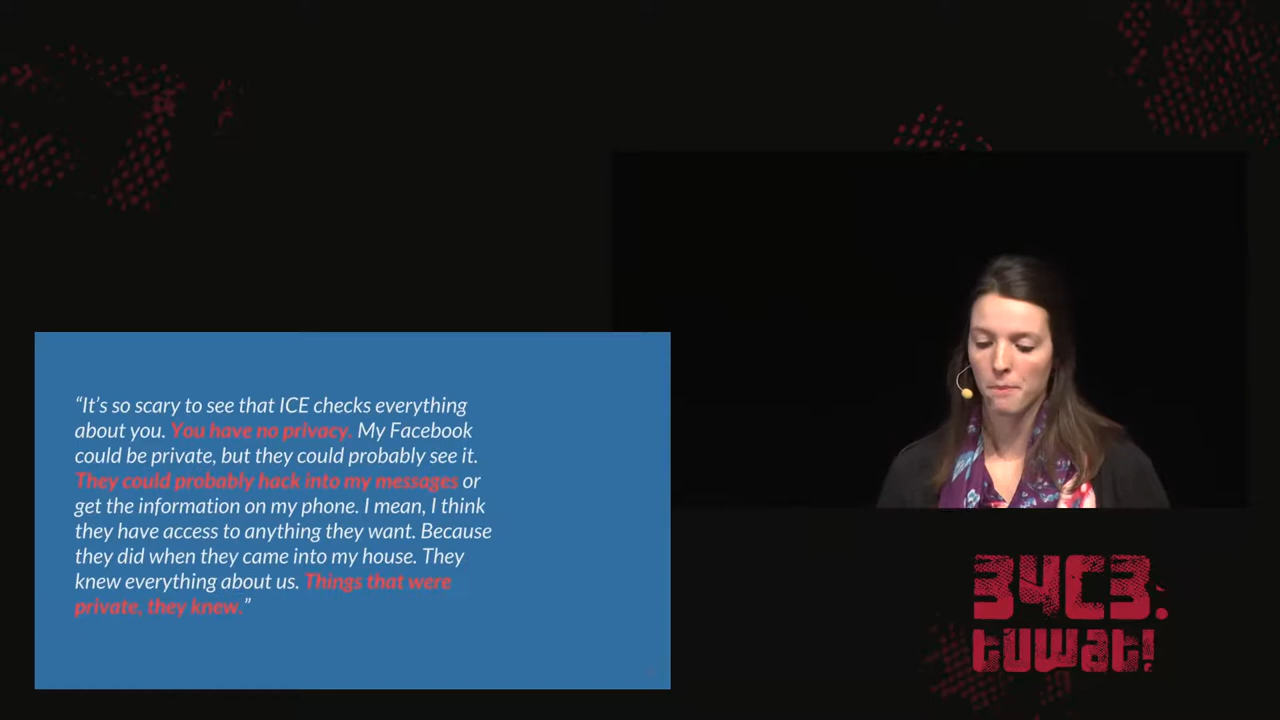 “It’s so scary to see that ICE checks everything
about you. You have no privacy. My Facebook
could be private, but they could probably see it.
They could probably hack into my messages or
get the information on my phone. I mean, I think
they have access to anything they want. Because
they did when they came into my house. They
knew everything about us. Things that were
private, they knew.”
34C3.
tuwat!